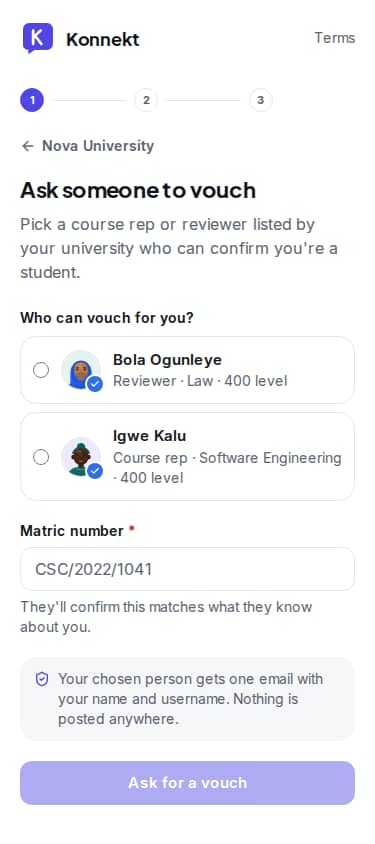 Konnekt
Terms
1
2
3
← Nova University
Ask someone to vouch
Pick a course rep or reviewer listed by
your university who can confirm you're a
student.
Who can vouch for you?
Bola Ogunleye
Reviewer · Law · 400 level
Igwe Kalu
Course rep · Software Engineering
· 400 level
Matric number *
CSC/2022/1041
They'll confirm this matches what they know
about you.
Your chosen person gets one email with
your name and username. Nothing is
posted anywhere.
Ask for a vouch